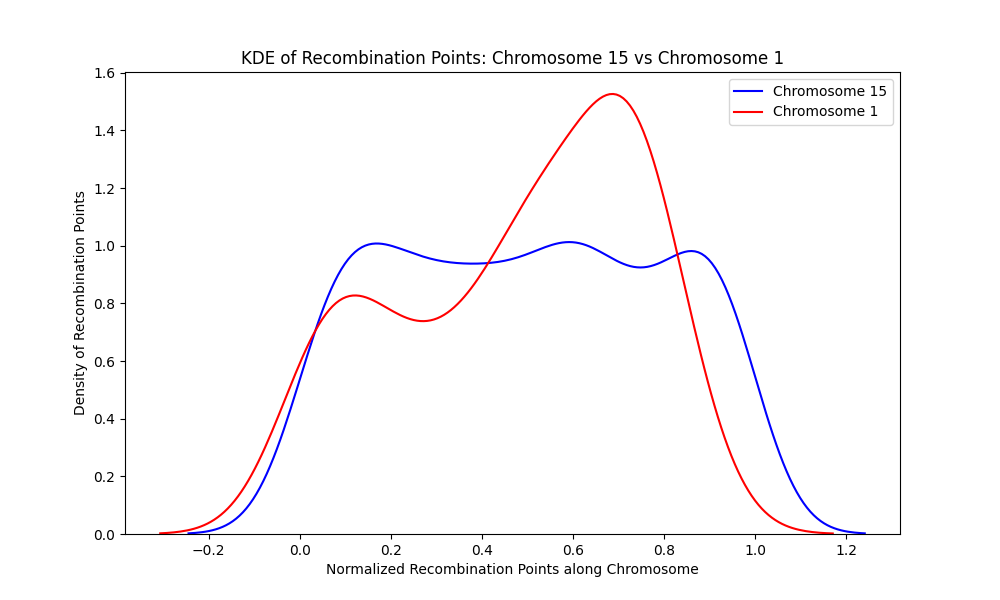 KDE of Recombination Points: Chromosome 15 vs Chromosome 1
Chromosome 15
Chromosome 1
Density of Recombination Points
1.6
1.4
1.2
1.0
0.8
0.6
0.4
0.2
0.0
−0.2 0.0 0.2 0.4 0.6 0.8 1.0 1.2
Normalized Recombination Points along Chromosome